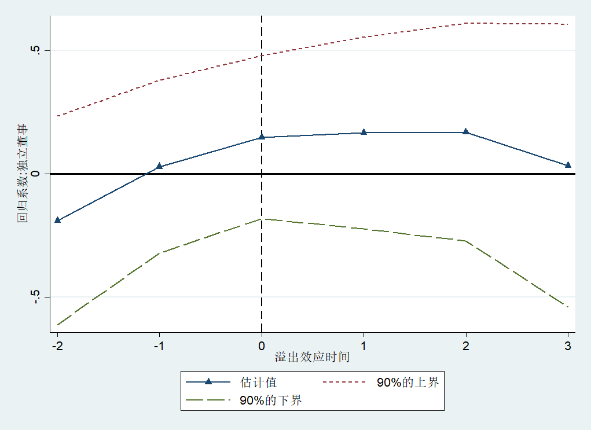 .5
0
-.5
回归系数:独立董事
-2 -1 0 1 2 3
溢出效应时间
估计值 90%的上界
90%的下界